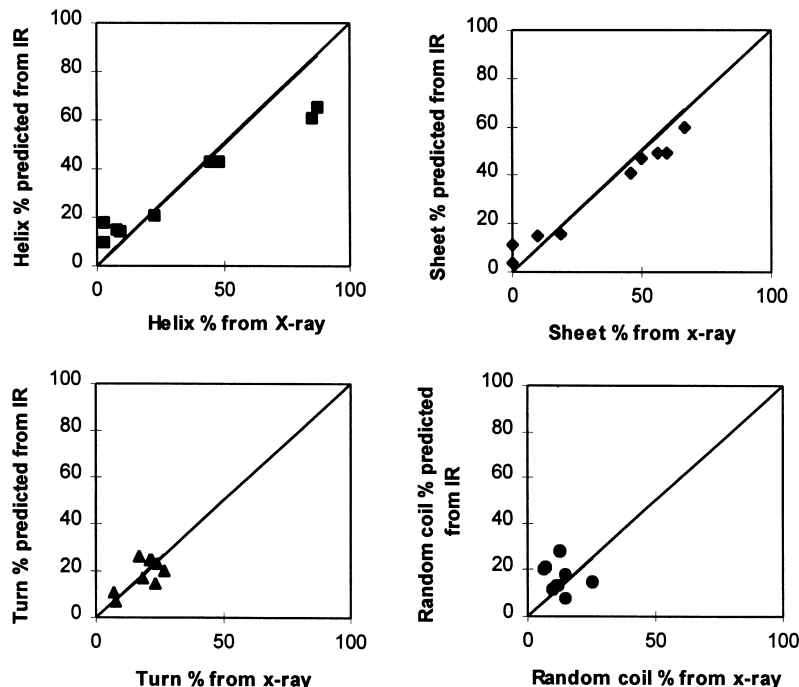 Helix % predicted from IR
100
80
60
40
20
0
0 50 100
Helix % from X-ray
Sheet % predicted from IR
100
80
60
40
20
0
0 50 100
Sheet % from x-ray
Turn % predicted from IR
100
80
60
40
20
0
0 50 100
Turn % from x-ray
Random coil % predicted
from IR
100
80
60
40
20
0
0 50 100
Random coil % from x-ray